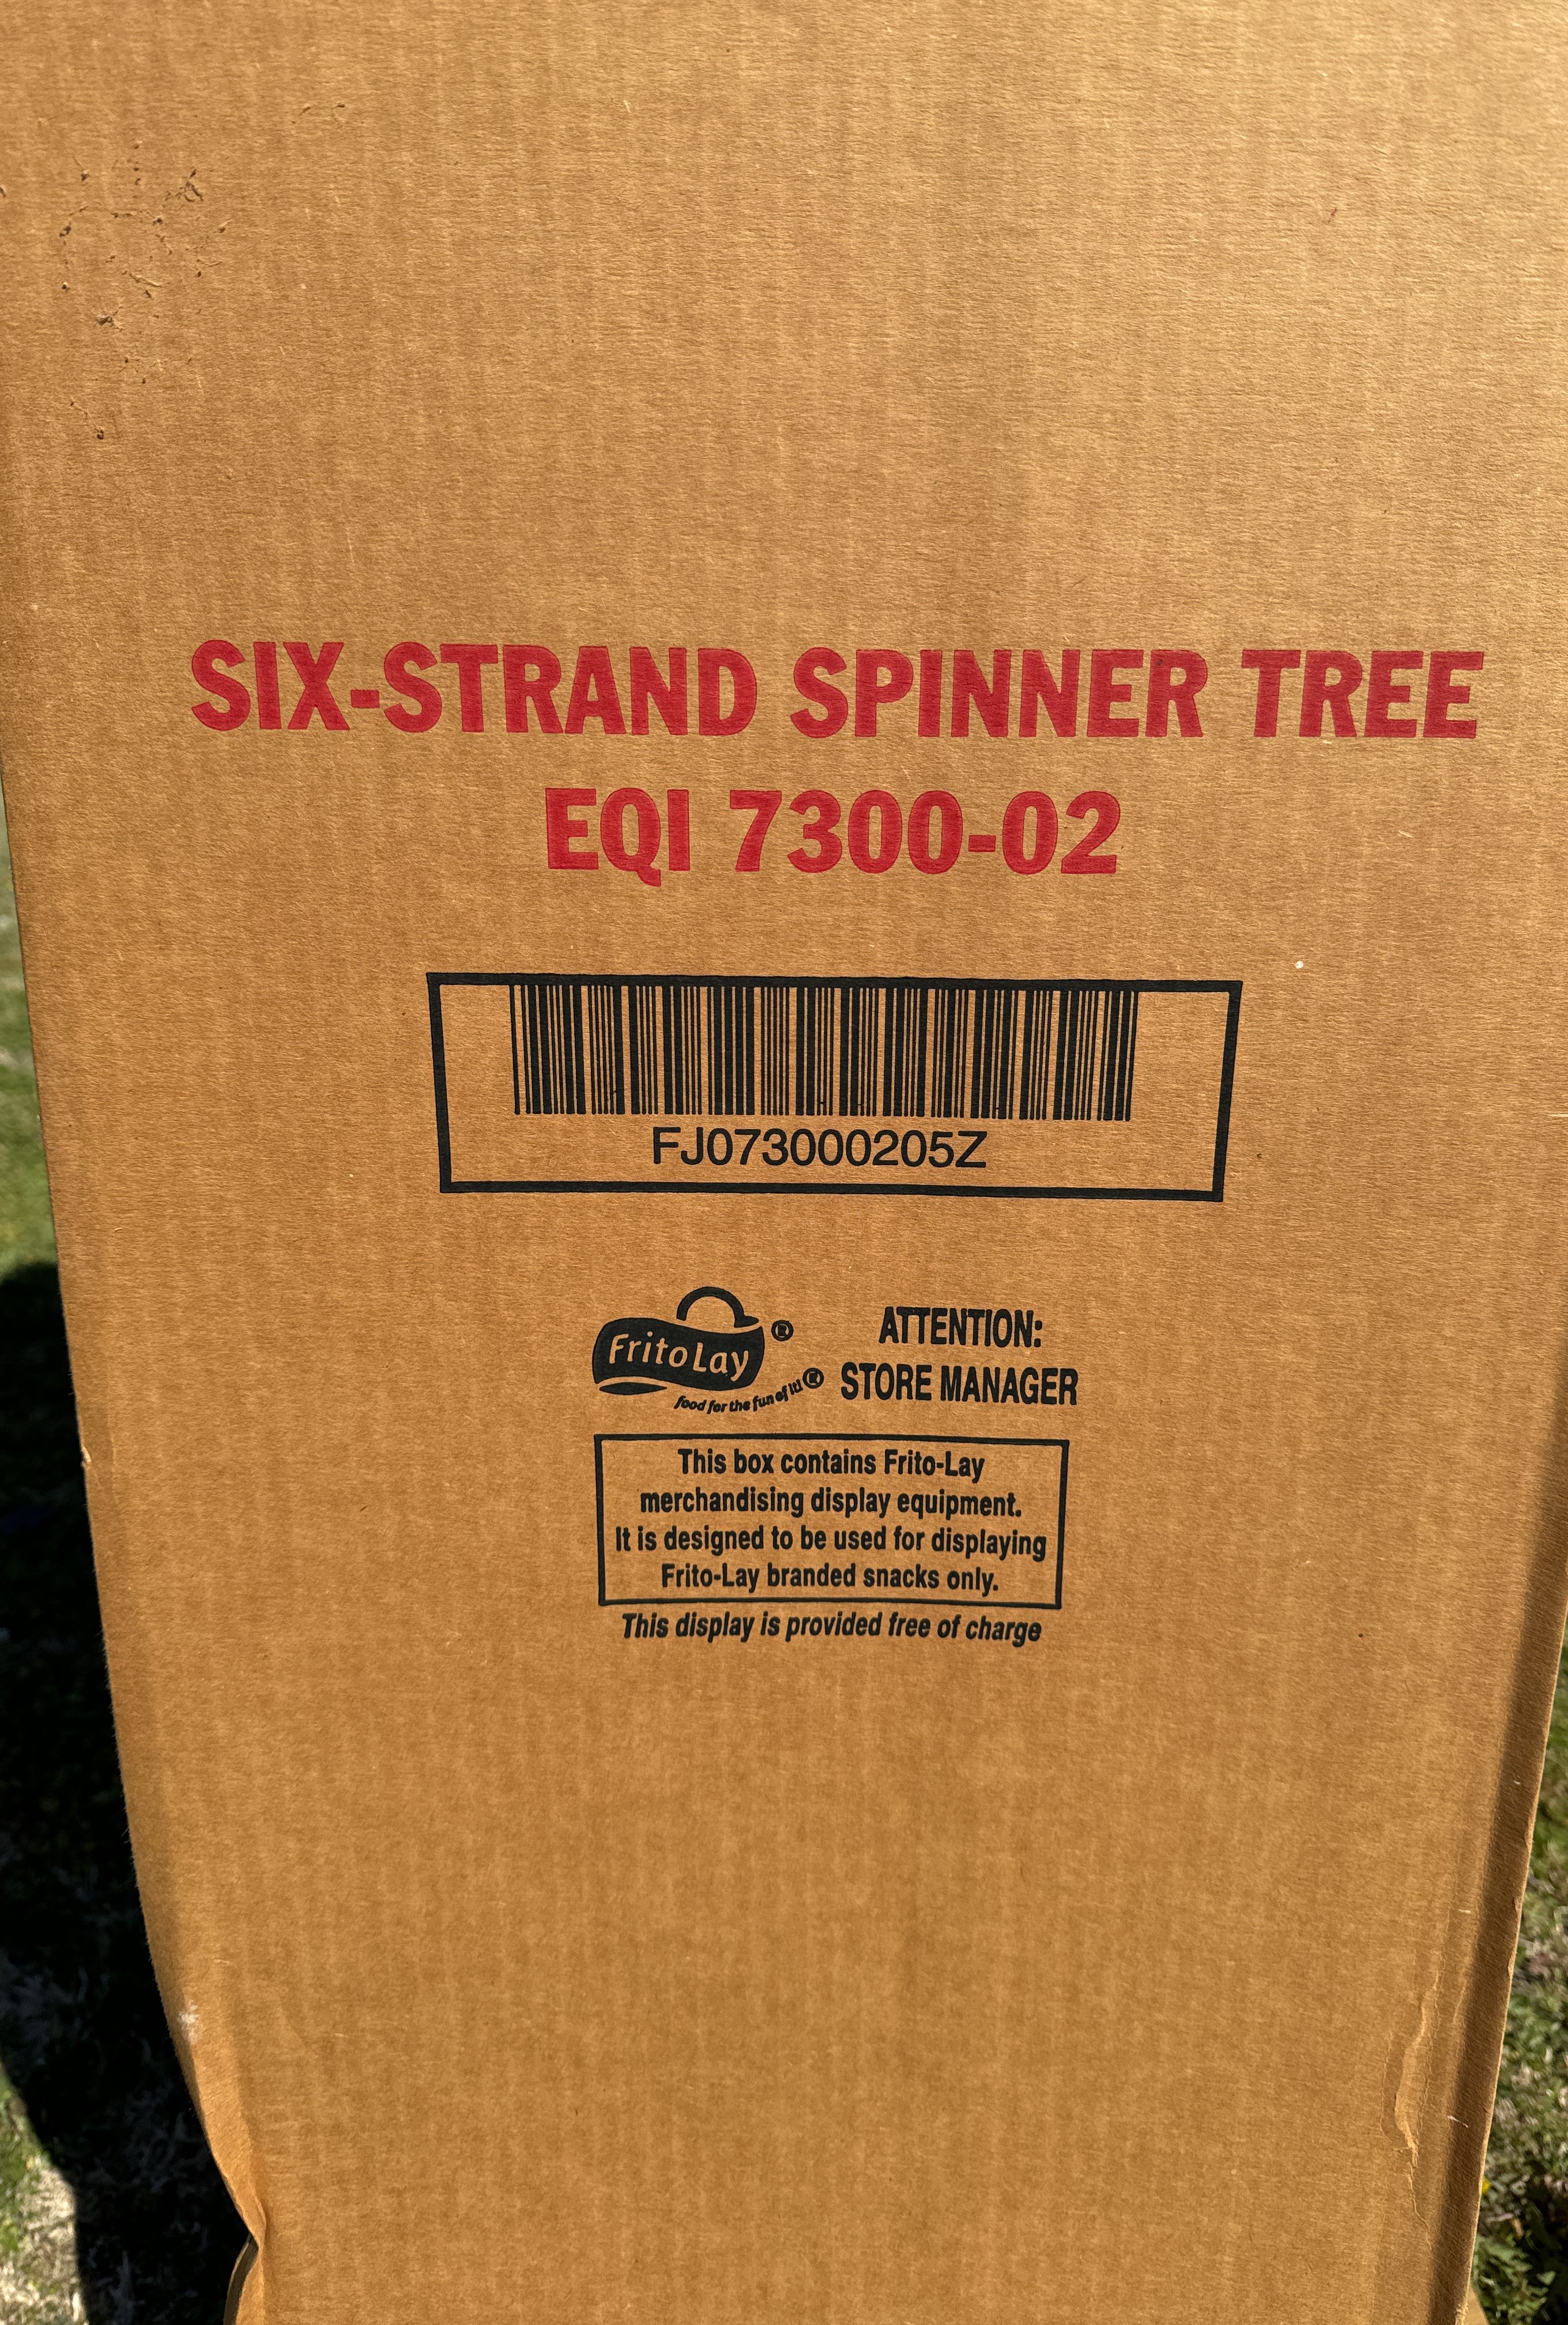 SIX-STRAND SPINNER TREE
EQI 7300-02
FJ073000205Z
FritoLay®
food for the fun of it!®
ATTENTION:
STORE MANAGER
This box contains Frito-Lay
merchandising display equipment.
It is designed to be used for displaying
Frito-Lay branded snacks only.
This display is provided free of charge